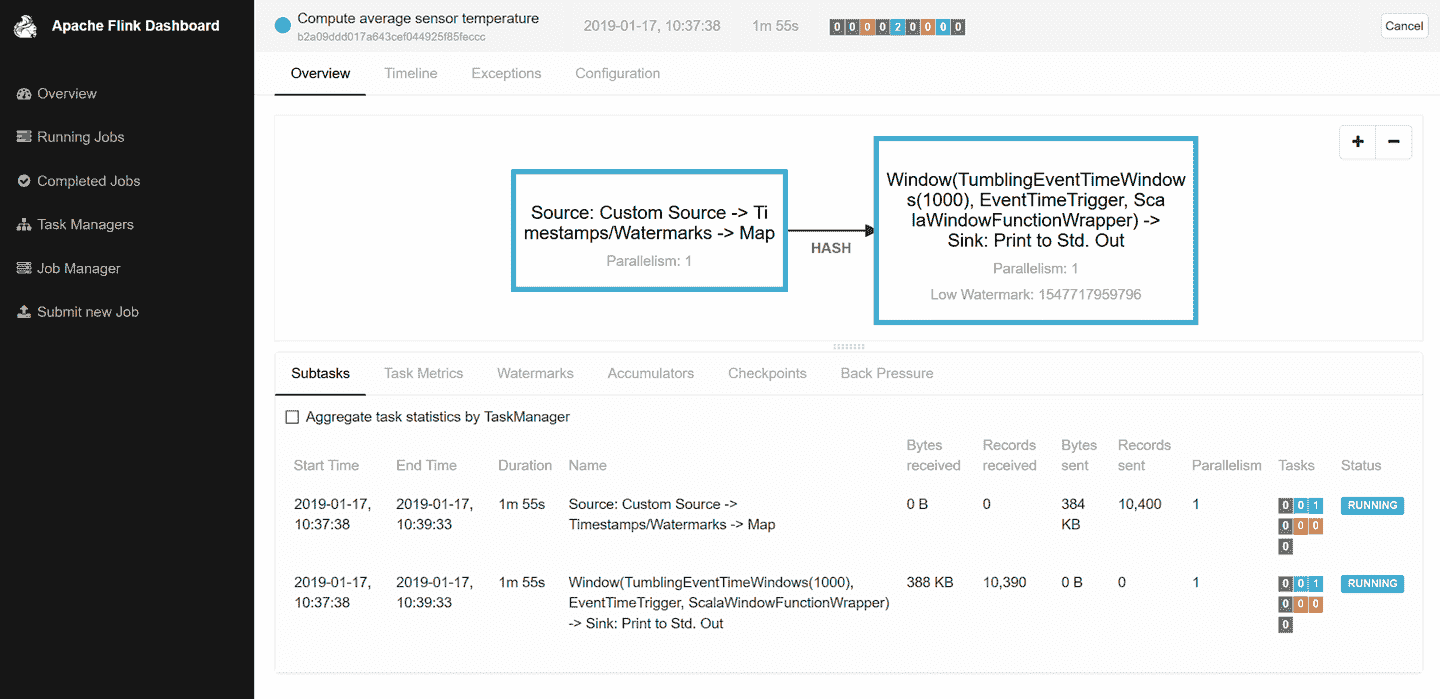 Apache Flink Dashboard
Overview
Running Jobs
Completed Jobs
Task Managers
Job Manager
Submit new Job
Compute average sensor temperature
b2a09ddd017a643cef044925f85feccc
2019-01-17, 10:37:38
1m 55s
0 0 0 0 2 0 0 0 0
Cancel
Overview
Timeline
Exceptions
Configuration
+ −
Source: Custom Source -> Ti
mestamps/Watermarks -> Map
Parallelism: 1
HASH
Window(TumblingEventTimeWindow
s(1000), EventTimeTrigger, Sca
laWindowFunctionWrapper) ->
Sink: Print to Std. Out
Parallelism: 1
Low Watermark: 1547717959796
Subtasks
Task Metrics
Watermarks
Accumulators
Checkpoints
Back Pressure
Aggregate task statistics by TaskManager
Start Time
End Time
Duration
Name
Bytes
received
Records
received
Bytes
sent
Records
sent
Parallelism
Tasks
Status
2019-01-17,
10:37:38
2019-01-17,
10:39:33
1m 55s
Source: Custom Source ->
Timestamps/Watermarks -> Map
0 B
0
384
KB
10,400
1
0 0 1
0 0 0
0
RUNNING
2019-01-17,
10:37:38
2019-01-17,
10:39:33
1m 55s
Window(TumblingEventTimeWindows(1000),
EventTimeTrigger, ScalaWindowFunctionWrapper)
-> Sink: Print to Std. Out
388 KB
10,390
0 B
0
1
0 0 1
0 0 0
0
RUNNING